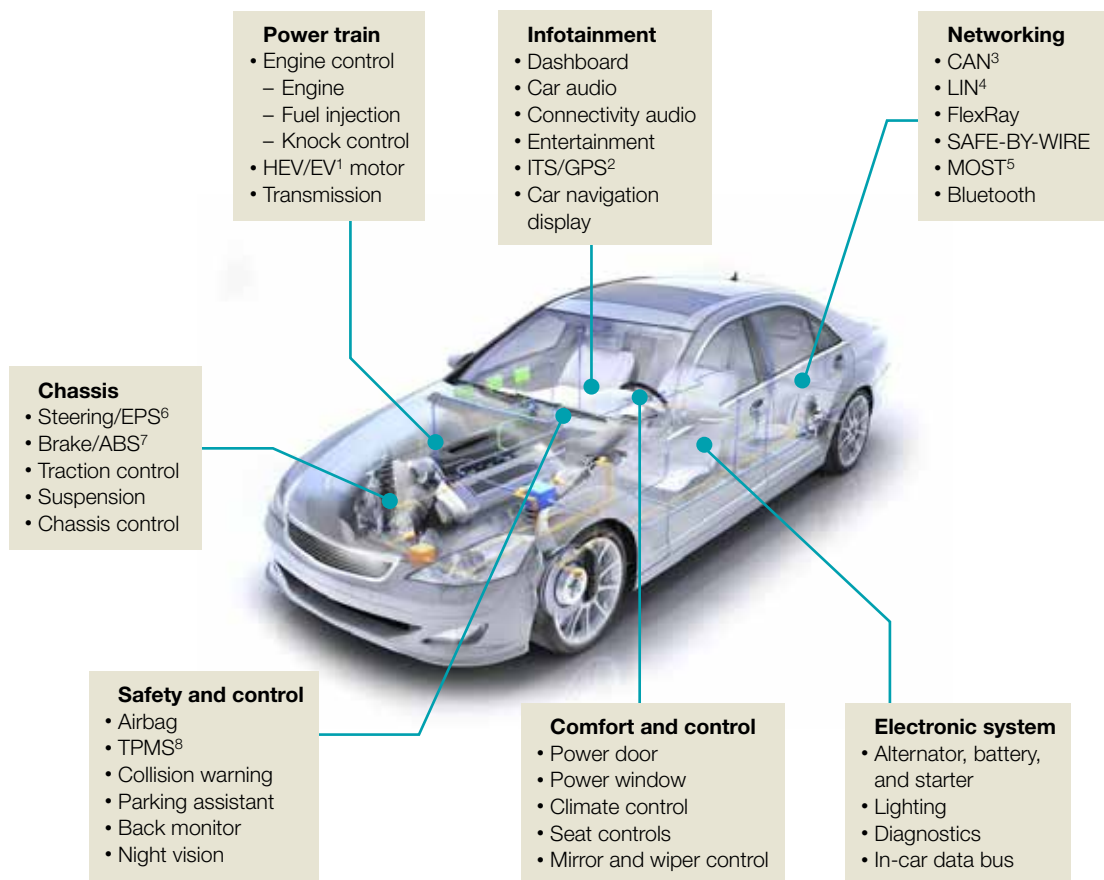 Power train
• Engine control
– Engine
– Fuel injection
– Knock control
• HEV/EV¹ motor
• Transmission
Infotainment
• Dashboard
• Car audio
• Connectivity audio
• Entertainment
• ITS/GPS²
• Car navigation
display
Networking
• CAN³
• LIN⁴
• FlexRay
• SAFE-BY-WIRE
• MOST⁵
• Bluetooth
Chassis
• Steering/EPS⁶
• Brake/ABS⁷
• Traction control
• Suspension
• Chassis control
Safety and control
• Airbag
• TPMS⁸
• Collision warning
• Parking assistant
• Back monitor
• Night vision
Comfort and control
• Power door
• Power window
• Climate control
• Seat controls
• Mirror and wiper control
Electronic system
• Alternator, battery,
and starter
• Lighting
• Diagnostics
• In-car data bus